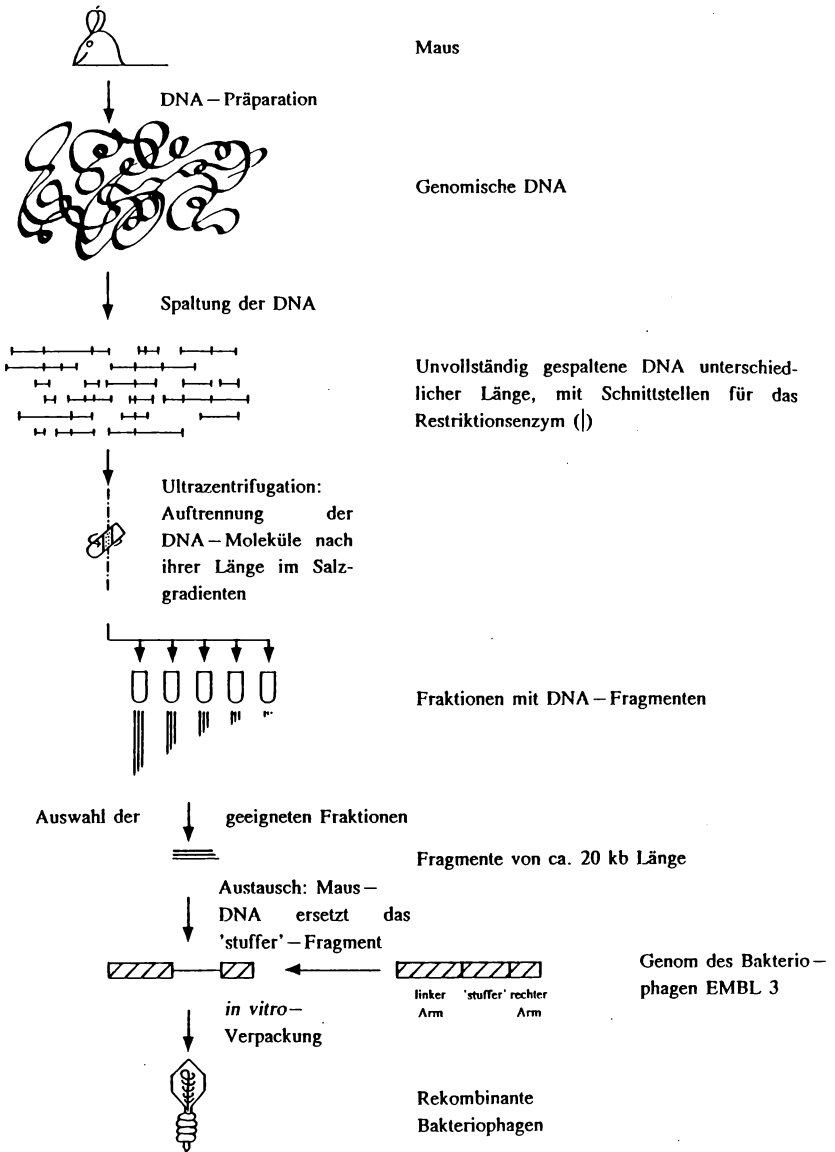 Maus
DNA – Präparation
Genomische DNA
Spaltung der DNA
Unvollständig gespaltene DNA unterschied-
licher Länge, mit Schnittstellen für das
Restriktionsenzym (|)
Ultrazentrifugation:
Auftrennung der
DNA – Moleküle nach
ihrer Länge im Salz-
gradienten
Fraktionen mit DNA – Fragmenten
Auswahl der geeigneten Fraktionen
Fragmente von ca. 20 kb Länge
Austausch: Maus –
DNA ersetzt das
'stuffer' – Fragment
Genom des Bakterio –
phagen EMBL 3
linker 'stuffer' rechter
Arm Arm
in vitro –
Verpackung
Rekombinante
Bakteriophagen